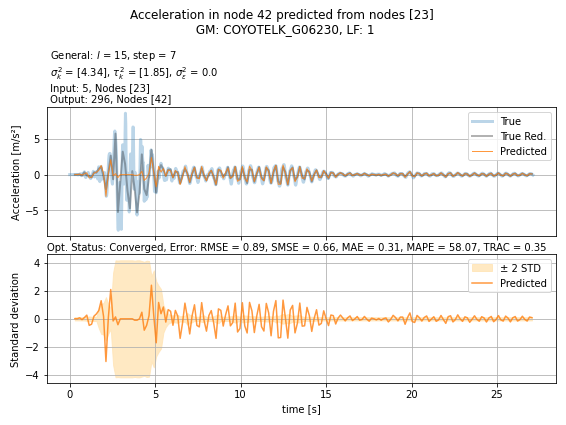 Acceleration in node 42 predicted from nodes [23]
GM: COYOTELK_G06230, LF: 1
General: l = 15, step = 7
σ²ₖ = [4.34], τ²ₖ = [1.85], σ²ε = 0.0
Input: 5, Nodes [23]
Output: 296, Nodes [42]
Acceleration [m/s²]
5
0
−5
True
True Red.
Predicted
Opt. Status: Converged, Error: RMSE = 0.89, SMSE = 0.66, MAE = 0.31, MAPE = 58.07, TRAC = 0.35
Standard deviation
4
2
0
−2
−4
± 2 STD
Predicted
0 5 10 15 20 25
time [s]